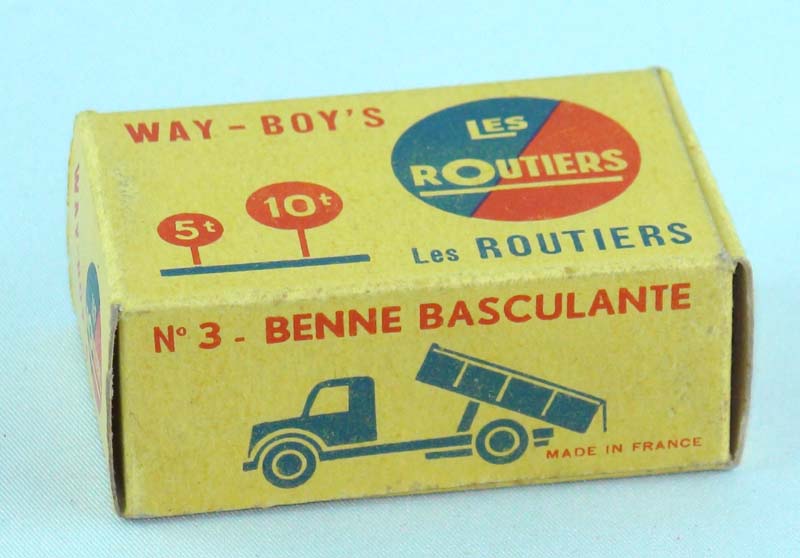 WAY - BOY'S
LES
ROUTIERS
5t
10t
Les ROUTIERS
N° 3 - BENNE BASCULANTE
MADE IN FRANCE